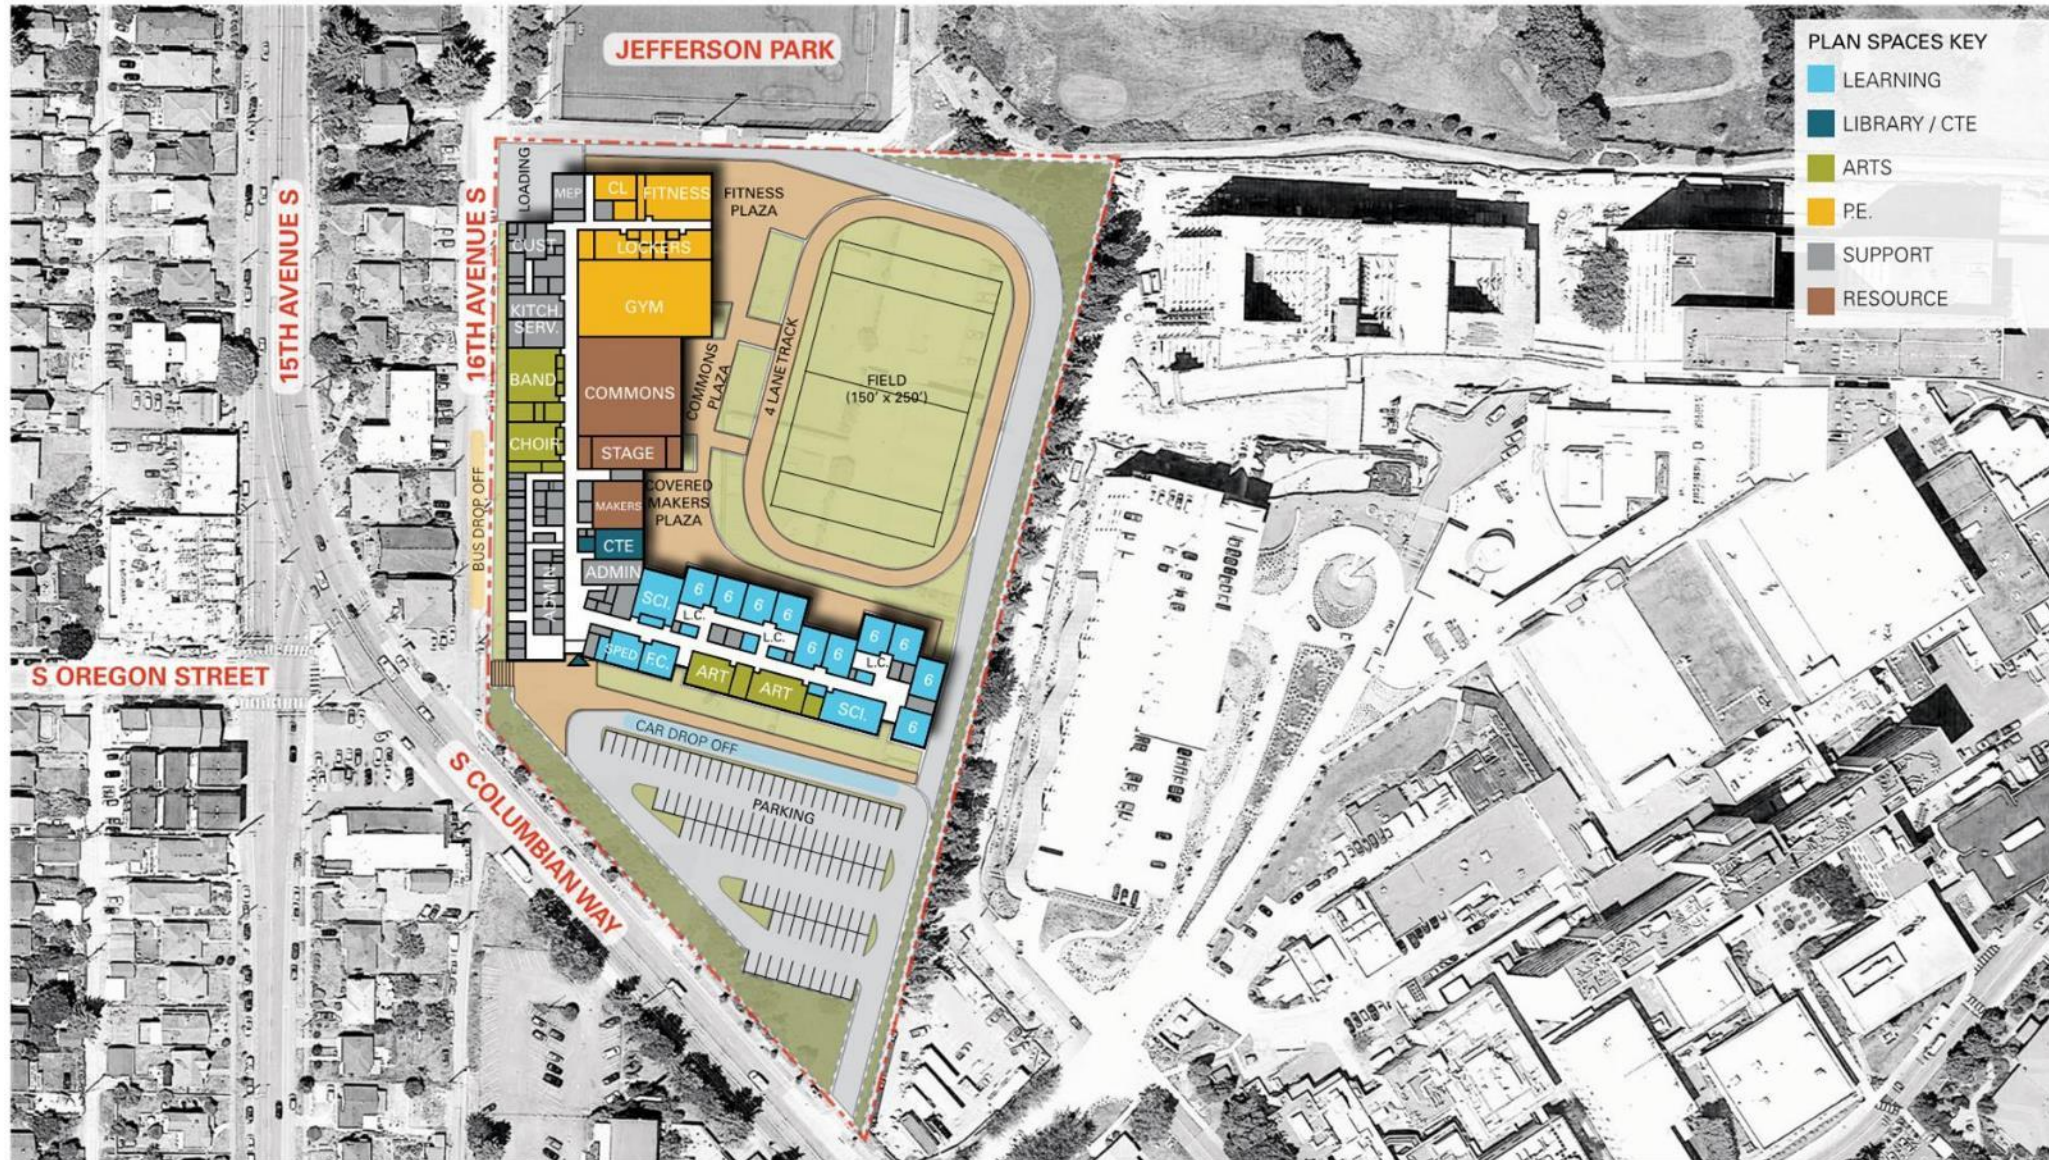 JEFFERSON PARK
PLAN SPACES KEY
LEARNING
LIBRARY / CTE
ARTS
P.E.
SUPPORT
RESOURCE
15TH AVENUE S
16TH AVENUE S
LOADING
MEP
CL
FITNESS
FITNESS
PLAZA
CUST.
LOCKERS
GYM
KITCH.
SERV.
BAND
COMMONS
COMMONS
PLAZA
4 LANE TRACK
FIELD
(150' x 250')
CHOIR
STAGE
BUS DROP OFF
MAKERS
COVERED
MAKERS
PLAZA
CTE
ADMIN
ADMIN
SCI.
6
6
6
6
L.C.
L.C.
6
6
6
6
L.C.
6
6
SPED
F.C.
ART
ART
SCI.
S OREGON STREET
CAR DROP OFF
PARKING
S COLUMBIAN WAY